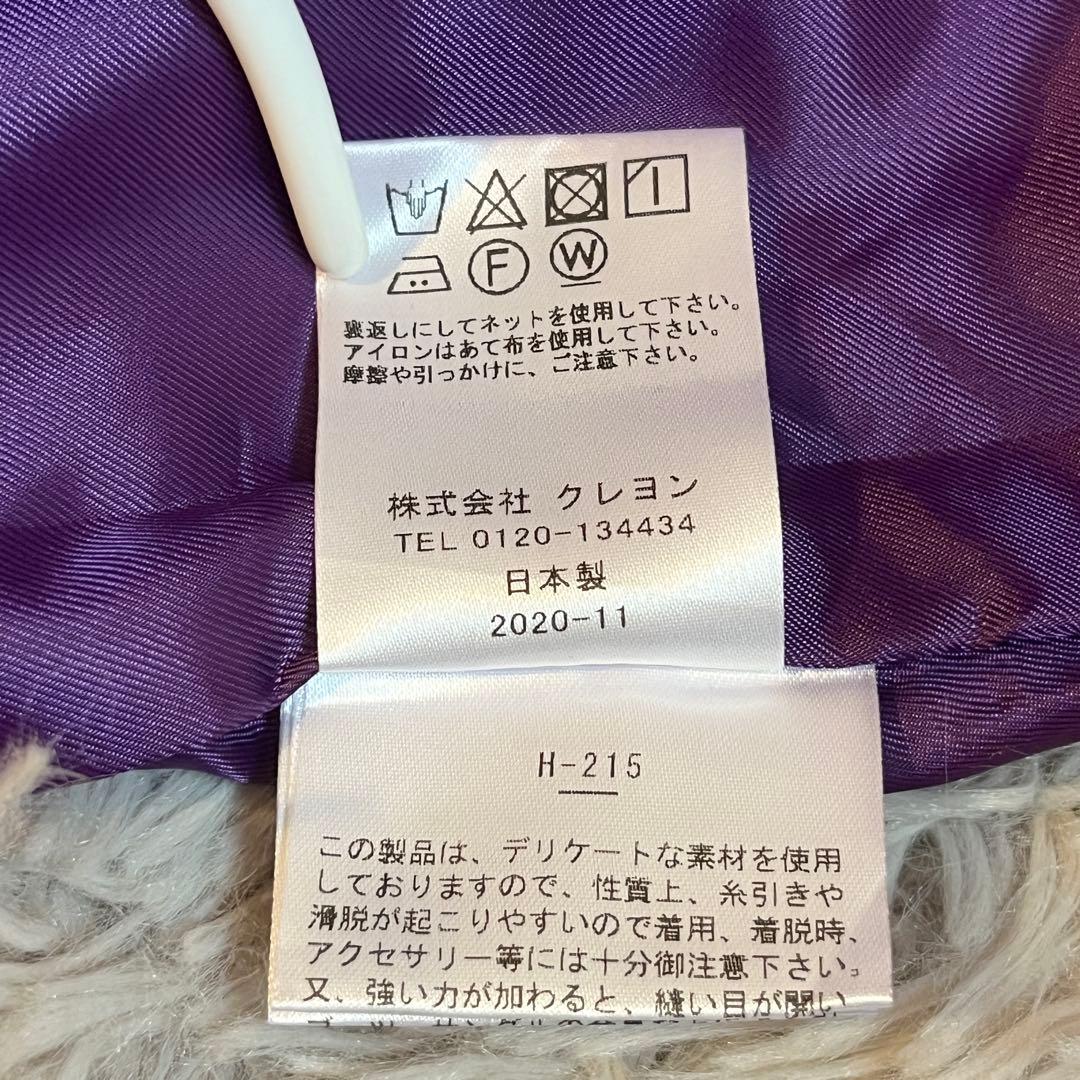 F W
裏返しにしてネットを使用して下さい。
アイロンはあて布を使用して下さい。
摩擦や引っかけに、ご注意下さい。
株式会社 クレヨン
TEL 0120-134434
日本製
2020-11
H-215
この製品は、デリケートな素材を使用
しておりますので、性質上、糸引きや
滑脱が起こりやすいので着用、着脱時、
アクセサリー等には十分御注意下さい。
又、強い力が加わると、縫い目が開い